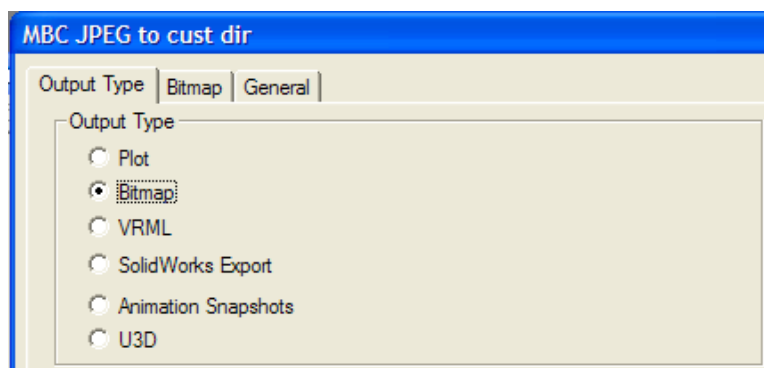 MBC JPEG to cust dir
Output Type Bitmap General
Output Type
Plot
Bitmap
VRML
SolidWorks Export
Animation Snapshots
U3D